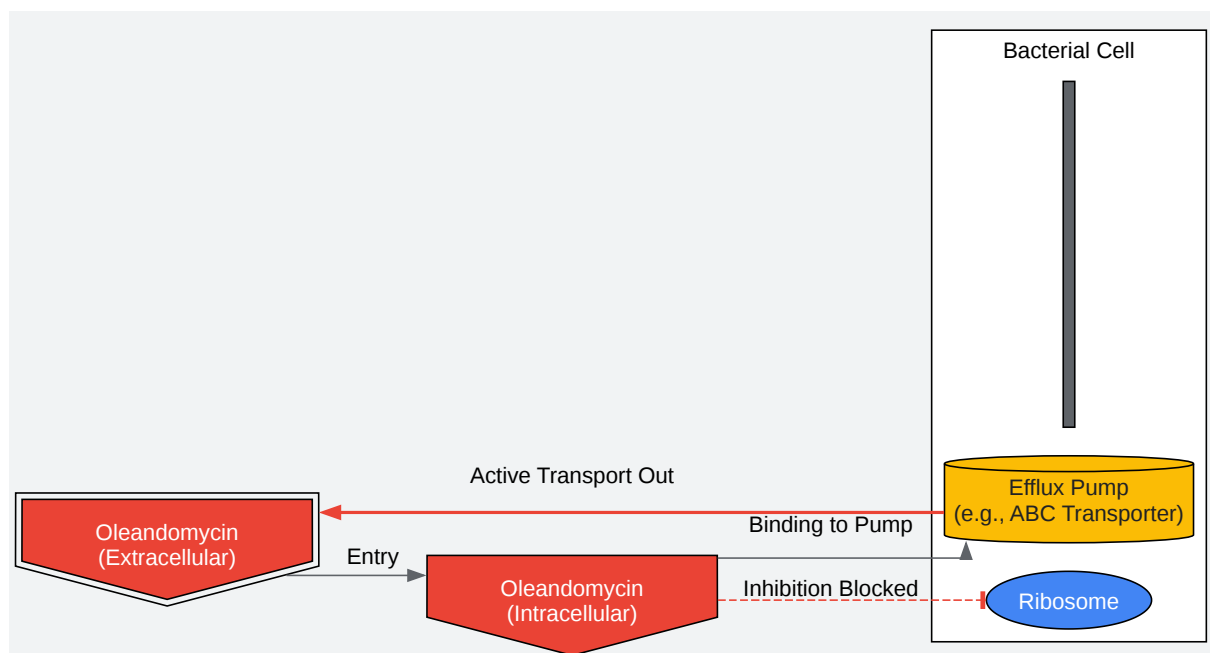 Bacterial Cell
Active Transport Out
Efflux Pump
(e.g., ABC Transporter)
Binding to Pump
Oleandomycin
(Extracellular)
Entry
Oleandomycin
(Intracellular)
Inhibition Blocked
Ribosome